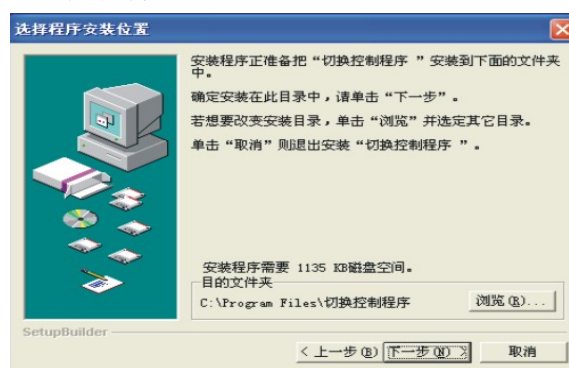 选择程序安装位置
安装程序正准备把“切换控制程序 ”安装到下面的文件夹
中。
确定安装在此目录中，请单击“下一步”。
若想要改变安装目录，单击“浏览”并选定其它目录。
单击“取消”则退出安装“切换控制程序 ”。
安装程序需要 1135 KB磁盘空间。
目的文件夹
C:\Program Files\切换控制程序
浏览(R)...
SetupBuilder
< 上一步(B)
下一步(N) >
取消